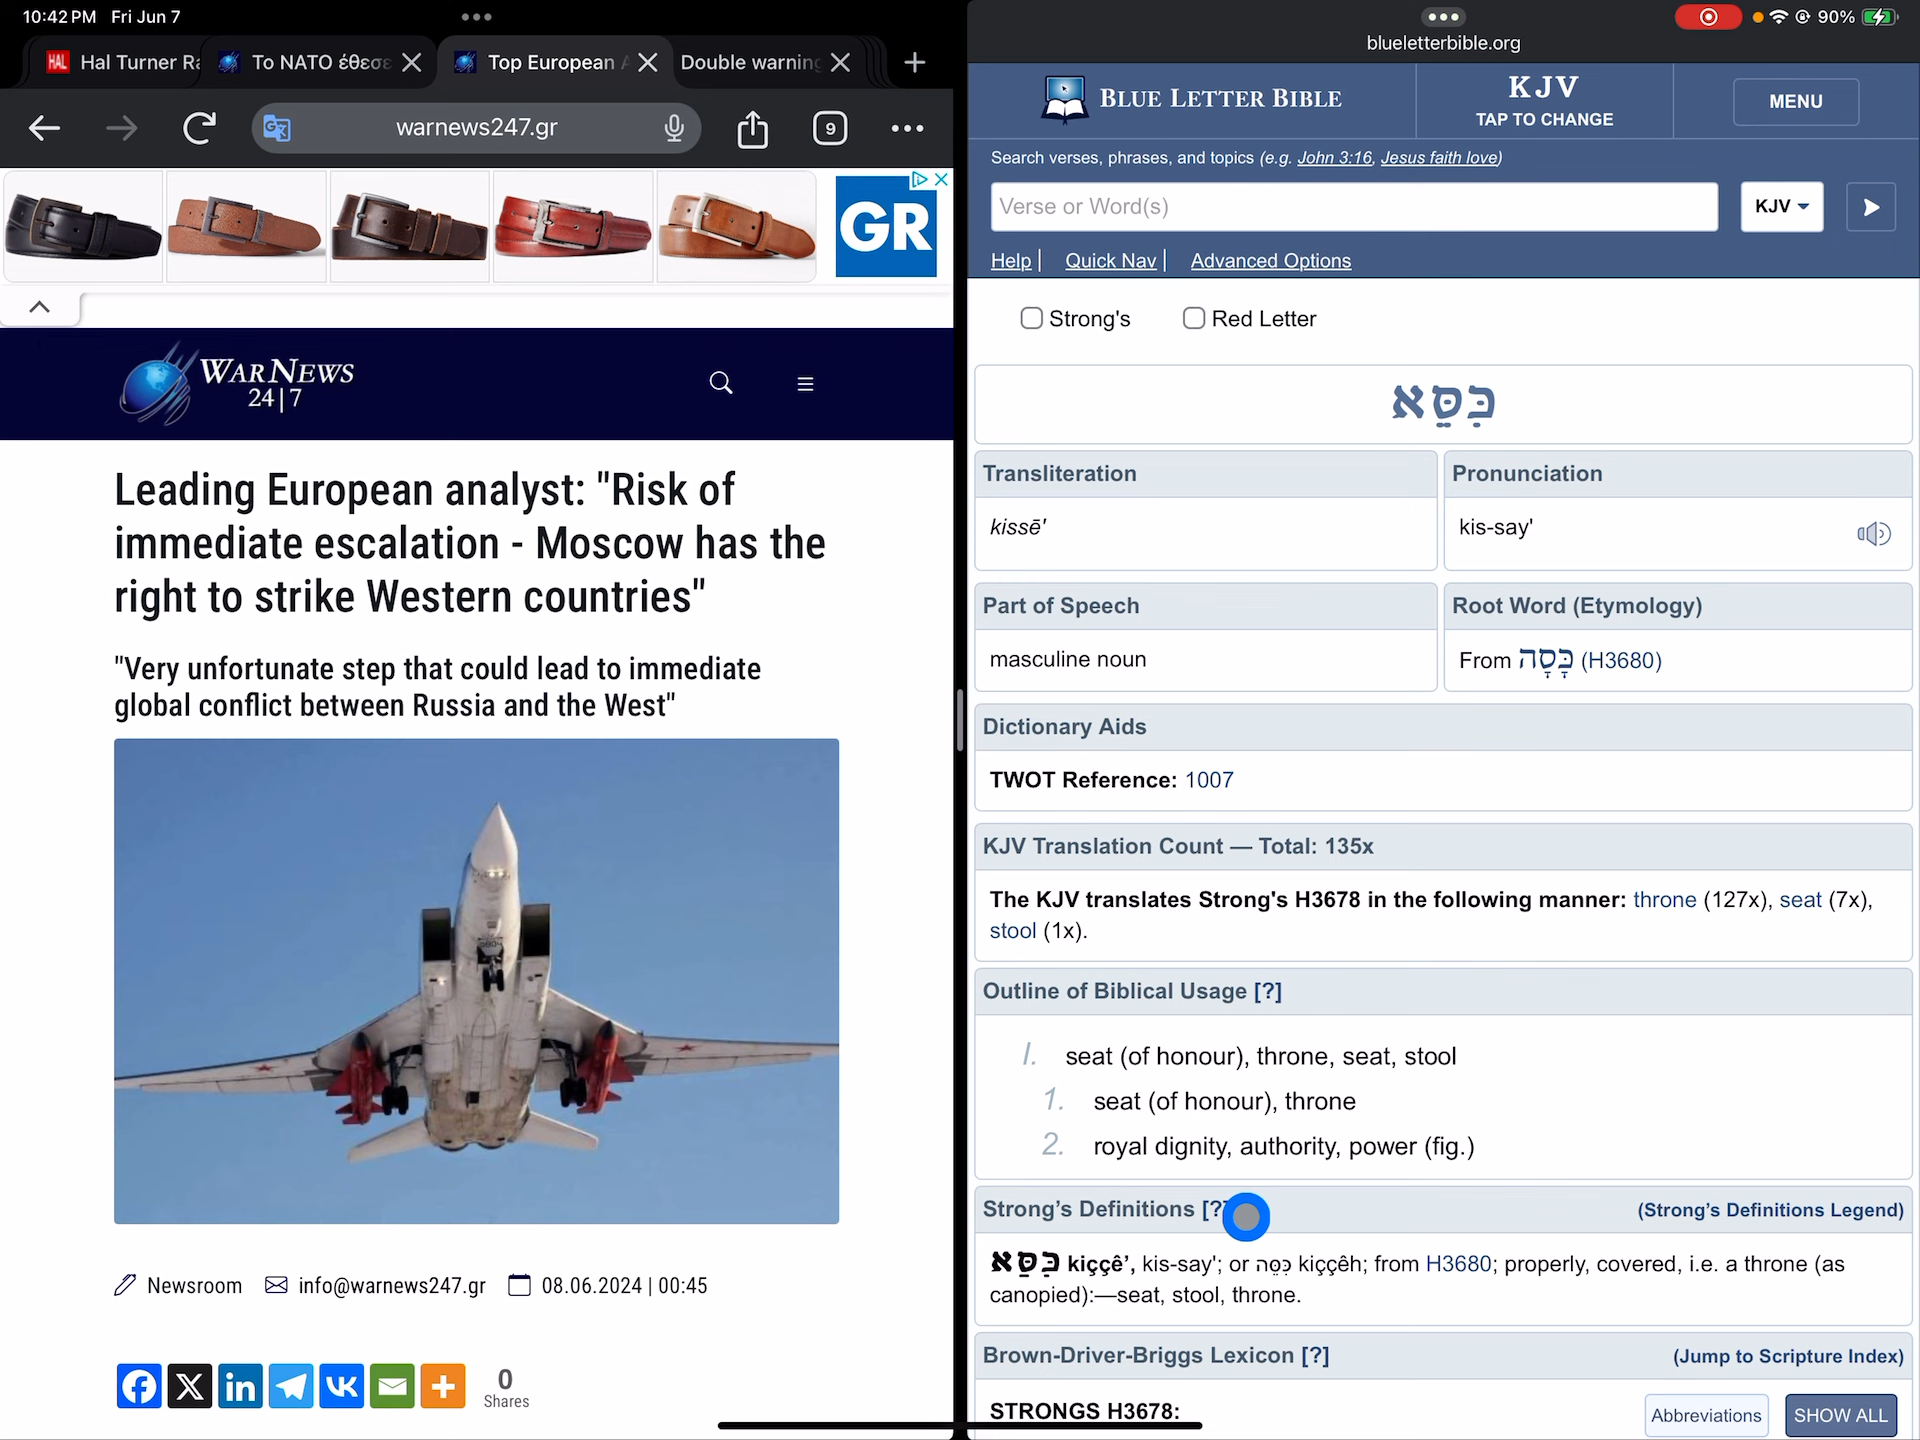 10:42 PM Fri Jun 7
90%
Hal Turner Ra
Το ΝΑΤΟ έθεσε
Top European A
Double warning
warnews247.gr
9
GR
WARNEWS
24|7
Leading European analyst: "Risk of
immediate escalation - Moscow has the
right to strike Western countries"
"Very unfortunate step that could lead to immediate
global conflict between Russia and the West"
Newsroom info@warnews247.gr 08.06.2024 | 00:45
0
Shares
blueletterbible.org
BLUE LETTER BIBLE
KJV
TAP TO CHANGE
MENU
Search verses, phrases, and topics (e.g. John 3:16, Jesus faith love)
Verse or Word(s)
KJV
Help | Quick Nav | Advanced Options
Strong's Red Letter
כִּסֵּא
Transliteration
kissē'
Pronunciation
kis-say'
Part of Speech
masculine noun
Root Word (Etymology)
From כָּסָה (H3680)
Dictionary Aids
TWOT Reference: 1007
KJV Translation Count — Total: 135x
The KJV translates Strong's H3678 in the following manner: throne (127x), seat (7x),
stool (1x).
Outline of Biblical Usage [?]
I. seat (of honour), throne, seat, stool
1. seat (of honour), throne
2. royal dignity, authority, power (fig.)
Strong's Definitions [?]
(Strong's Definitions Legend)
כִּסֵּא kiççêʼ, kis-say'; or כִּסֵּה kiççêh; from H3680; properly, covered, i.e. a throne (as
canopied):—seat, stool, throne.
Brown-Driver-Briggs Lexicon [?]
(Jump to Scripture Index)
STRONGS H3678:
Abbreviations
SHOW ALL